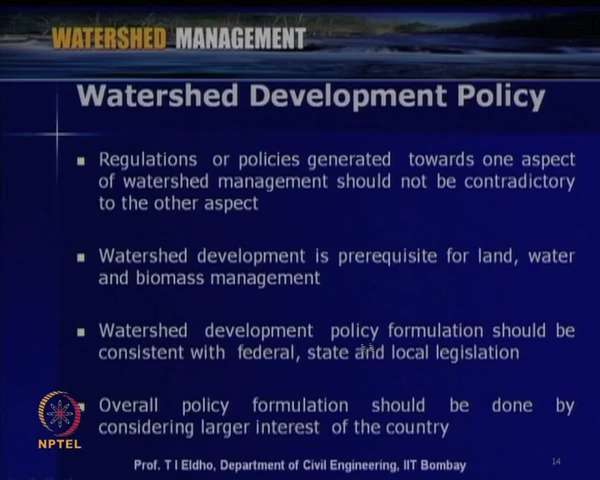 WATERSHED MANAGEMENT
Watershed Development Policy
Regulations or policies generated towards one aspect
of watershed management should not be contradictory
to the other aspect
Watershed development is prerequisite for land, water
and biomass management
Watershed development policy formulation should be
consistent with federal, state and local legislation
Overall policy formulation should be done by
considering larger interest of the country
NPTEL
Prof. T I Eldho, Department of Civil Engineering, IIT Bombay
14